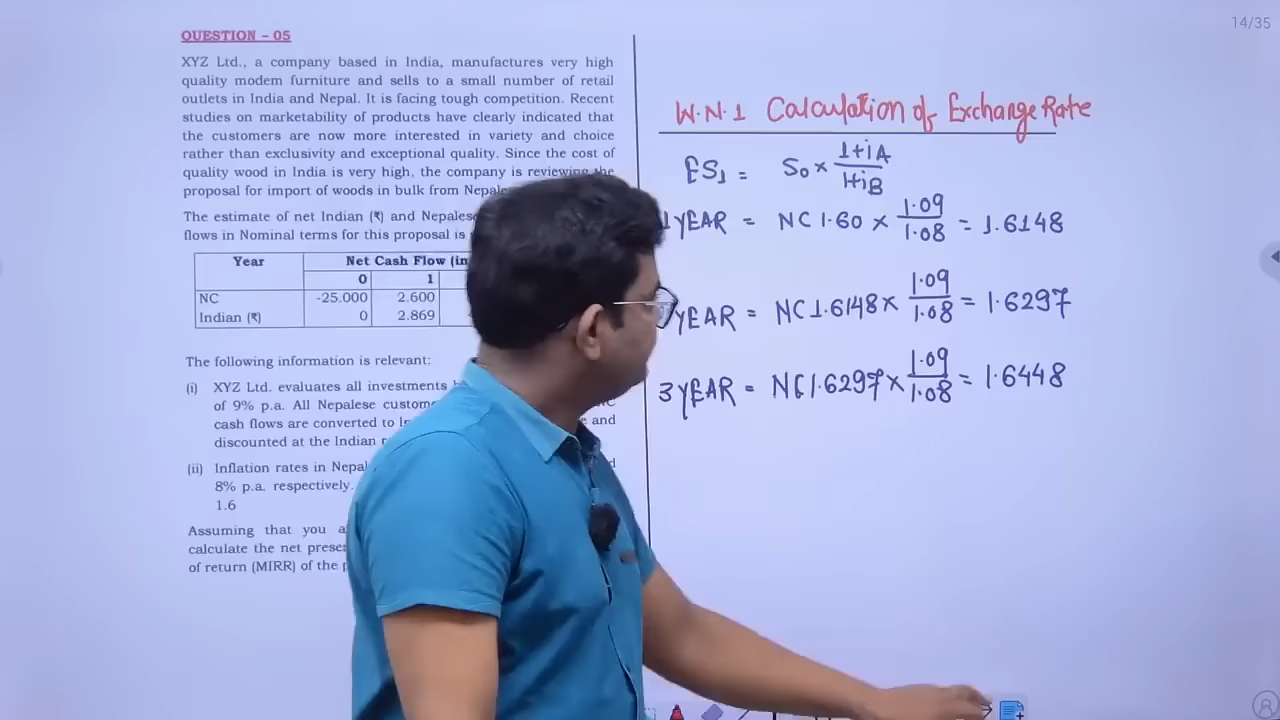 14/35
QUESTION – 05
XYZ Ltd., a company based in India, manufactures very high
quality modem furniture and sells to a small number of retail
outlets in India and Nepal. It is facing tough competition. Recent
studies on marketability of products have clearly indicated that
the customers are now more interested in variety and choice
rather than exclusivity and exceptional quality. Since the cost of
quality wood in India is very high, the company is reviewing the
proposal for import of woods in bulk from
The estimate of net Indian (₹) and
flows in Nominal terms for this proposal is
Year Net Cash Flow (in
0 1
NC -25.000 2.600
Indian (₹) 0 2.869
The following information is relevant:
(i) XYZ Ltd. evaluates all investments
of 9% p.a. All Nepalese
cash flows are converted to and
discounted at the Indian
(ii) Inflation rates in
8% p.a. respectively.
1.6
Assuming that you
calculate the net
of return (MIRR) of the
W.N.1 Calculation of Exchange Rate
ES1 = S0 × 1+iA / 1+iB
1 YEAR = NC 1.60 × 1.09 / 1.08 = 1.6148
YEAR = NC 1.6148 × 1.09 / 1.08 = 1.6297
3 YEAR = NC 1.6297 × 1.09 / 1.08 = 1.6448